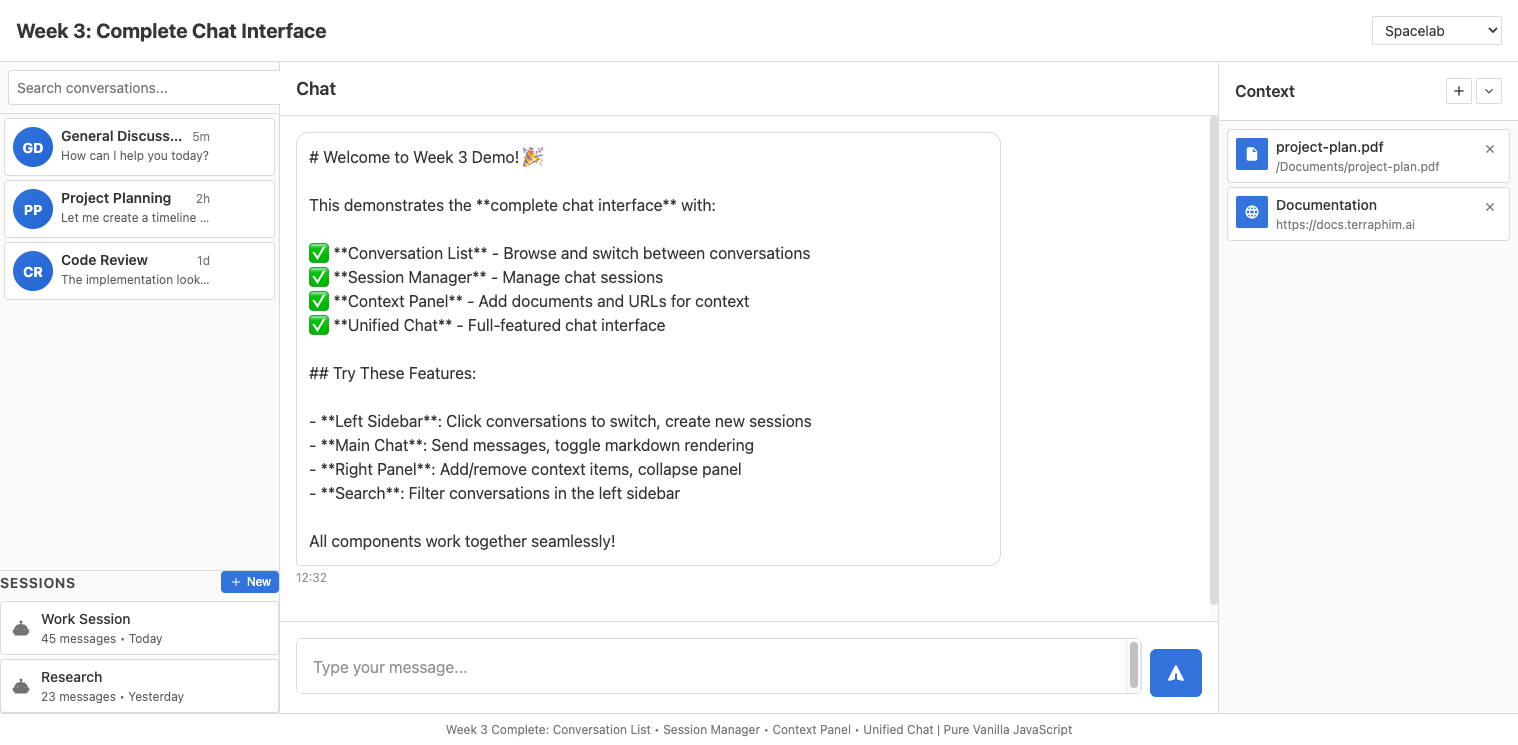 Week 3: Complete Chat Interface
Spacelab
Search conversations...
GD
General Discuss... 5m
How can I help you today?
PP
Project Planning 2h
Let me create a timeline ...
CR
Code Review 1d
The implementation look...
SESSIONS
+ New
Work Session
45 messages • Today
Research
23 messages • Yesterday
Chat
# Welcome to Week 3 Demo! 🎉
This demonstrates the **complete chat interface** with:
✅ **Conversation List** - Browse and switch between conversations
✅ **Session Manager** - Manage chat sessions
✅ **Context Panel** - Add documents and URLs for context
✅ **Unified Chat** - Full-featured chat interface
## Try These Features:
- **Left Sidebar**: Click conversations to switch, create new sessions
- **Main Chat**: Send messages, toggle markdown rendering
- **Right Panel**: Add/remove context items, collapse panel
- **Search**: Filter conversations in the left sidebar
All components work together seamlessly!
12:32
Type your message...
Context
project-plan.pdf
/Documents/project-plan.pdf
Documentation
https://docs.terraphim.ai
Week 3 Complete: Conversation List • Session Manager • Context Panel • Unified Chat | Pure Vanilla JavaScript